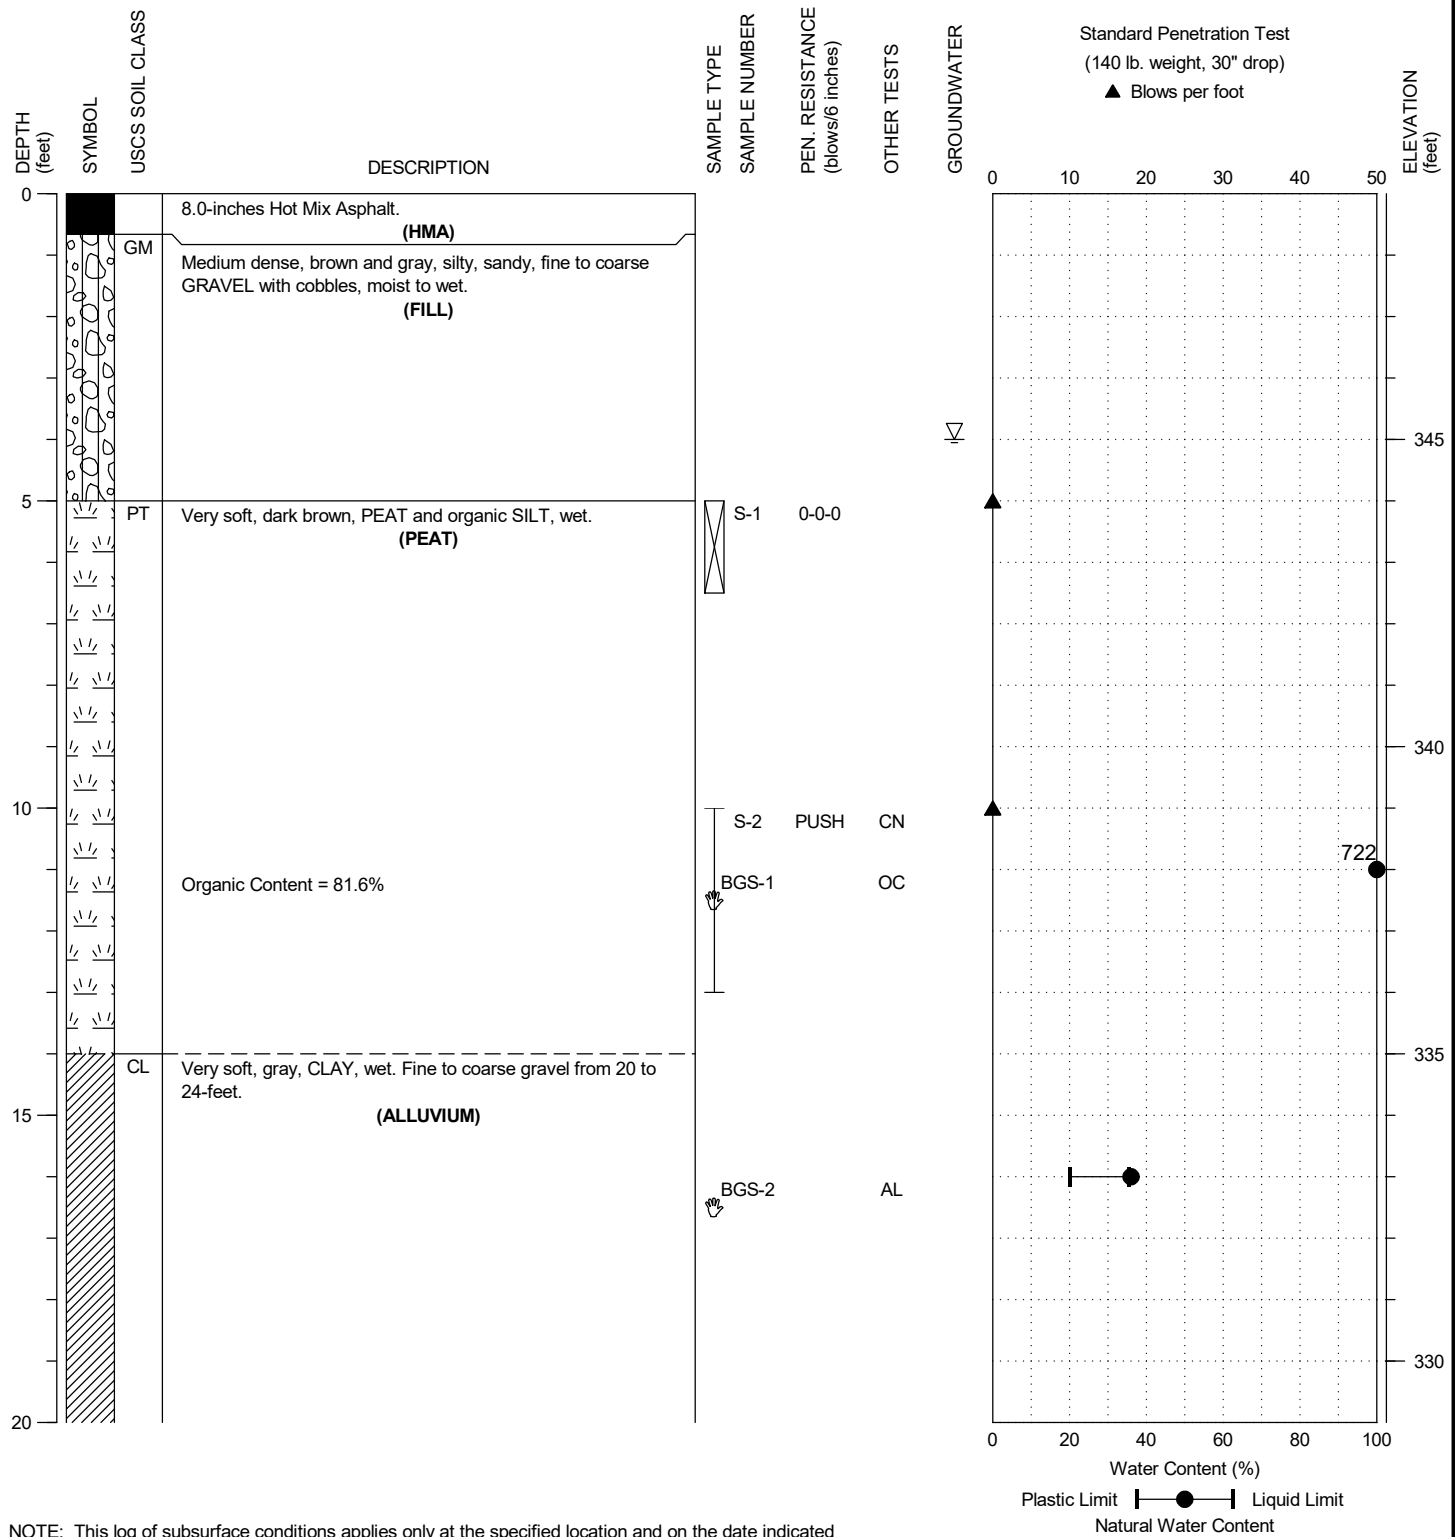 DEPTH
(feet)
SYMBOL
USCS SOIL CLASS
DESCRIPTION
SAMPLE TYPE
SAMPLE NUMBER
PEN. RESISTANCE
(blows/6 inches)
OTHER TESTS
GROUNDWATER
Standard Penetration Test
(140 lb. weight, 30" drop)
▲ Blows per foot
ELEVATION
(feet)
0 10 20 30 40 50
0
8.0-inches Hot Mix Asphalt.
(HMA)
GM
Medium dense, brown and gray, silty, sandy, fine to coarse
GRAVEL with cobbles, moist to wet.
(FILL)
345
5
PT
Very soft, dark brown, PEAT and organic SILT, wet.
(PEAT)
S-1 0-0-0
340
10
S-2 PUSH CN
722
Organic Content = 81.6%
BGS-1 OC
335
CL
Very soft, gray, CLAY, wet. Fine to coarse gravel from 20 to
24-feet.
(ALLUVIUM)
15
BGS-2 AL
330
20
0 20 40 60 80 100
Water Content (%)
Plastic Limit Liquid Limit
Natural Water Content
NOTE: This log of subsurface conditions applies only at the specified location and on the date indicated